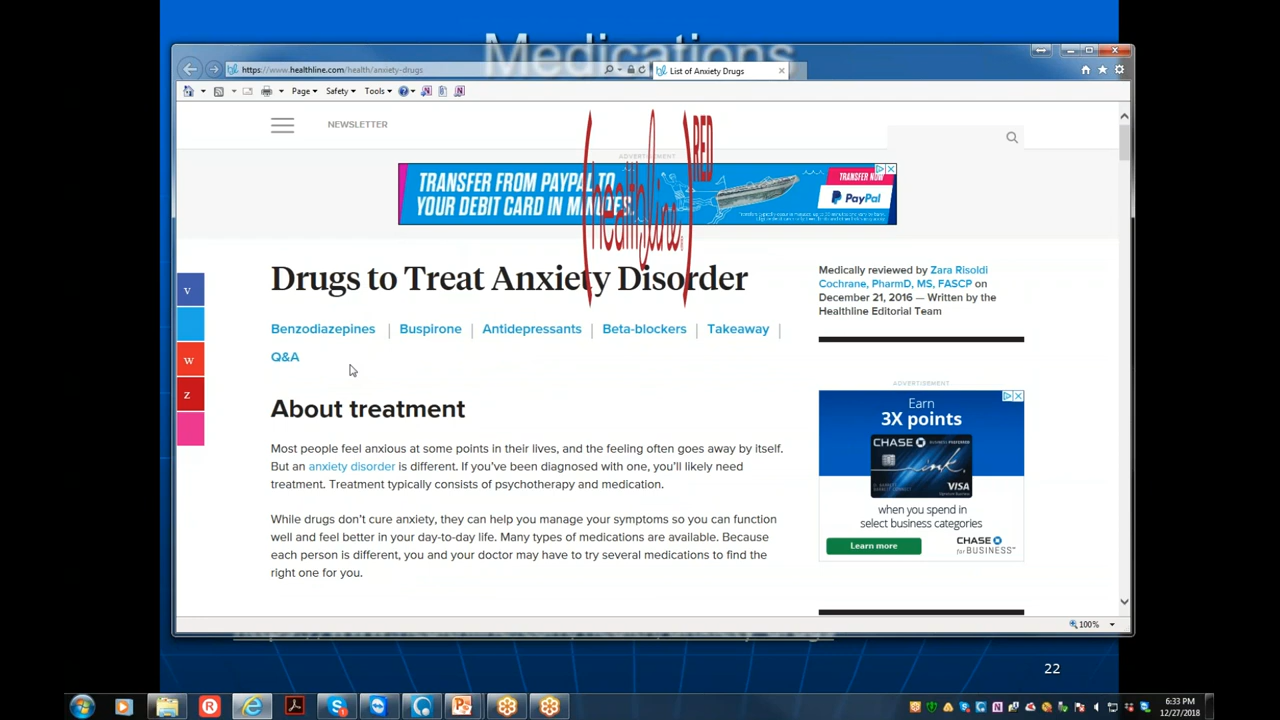 Medications
https://www.healthline.com/health/anxiety-drugs
List of Anxiety Drugs
Page
Safety
Tools
NEWSLETTER
ADVERTISEMENT
(healthline)RED
TRANSFER FROM PAYPAL TO
YOUR DEBIT CARD IN MINUTES.
TRANSFER NOW
PayPal
Drugs to Treat Anxiety Disorder
Medically reviewed by Zara Risoldi
Cochrane, PharmD, MS, FASCP on
December 21, 2016 — Written by the
Healthline Editorial Team
Benzodiazepines | Buspirone | Antidepressants | Beta-blockers | Takeaway |
Q&A
v
w
z
About treatment
Most people feel anxious at some points in their lives, and the feeling often goes away by itself.
But an anxiety disorder is different. If you’ve been diagnosed with one, you’ll likely need
treatment. Treatment typically consists of psychotherapy and medication.
While drugs don’t cure anxiety, they can help you manage your symptoms so you can function
well and feel better in your day-to-day life. Many types of medications are available. Because
each person is different, you and your doctor may have to try several medications to find the
right one for you.
ADVERTISEMENT
Earn
3X points
CHASE
BUSINESS PREFERRED
ink
VISA
when you spend in
select business categories
Learn more
CHASE
for BUSINESS
100%
22
6:33 PM
12/27/2018